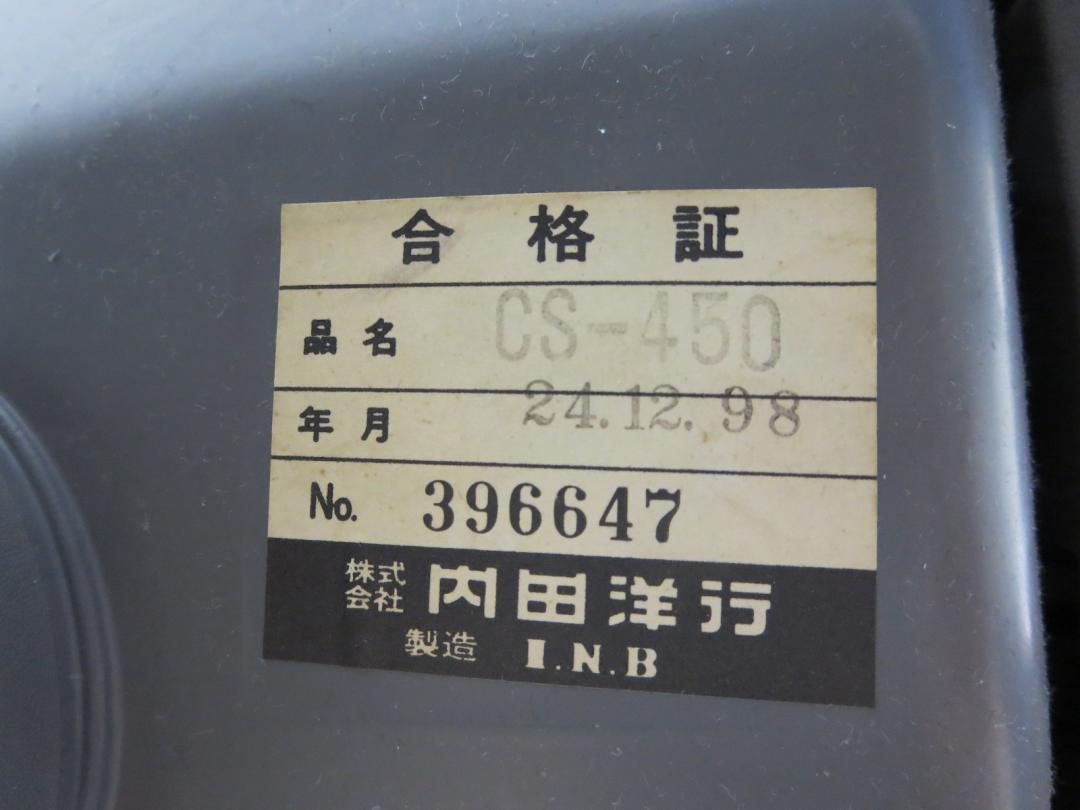 合格証
品名 CS-450
年月 24.12.98
No. 396647
株式会社 内田洋行
製造 I.N.B